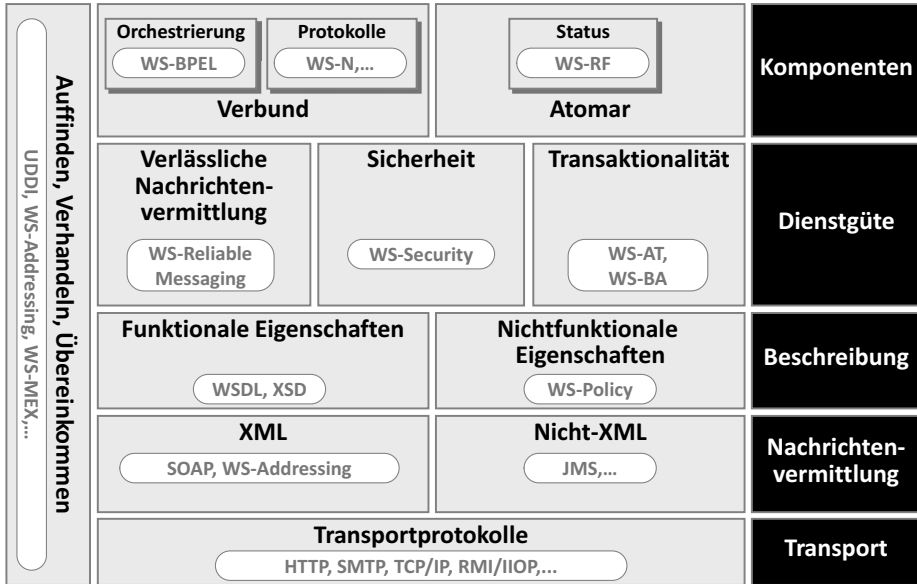 Auffinden, Verhandeln, Übereinkommen
UDDI, WS-Addressing, WS-MEX,...
Orchestrierung
WS-BPEL
Protokolle
WS-N,...
Verbund
Status
WS-RF
Atomar
Komponenten
Verlässliche
Nachrichten-
vermittlung
WS-Reliable
Messaging
Sicherheit
WS-Security
Transaktionalität
WS-AT,
WS-BA
Dienstgüte
Funktionale Eigenschaften
WSDL, XSD
Nichtfunktionale
Eigenschaften
WS-Policy
Beschreibung
XML
SOAP, WS-Addressing
Nicht-XML
JMS,...
Nachrichten-
vermittlung
Transportprotokolle
HTTP, SMTP, TCP/IP, RMI/IIOP,...
Transport